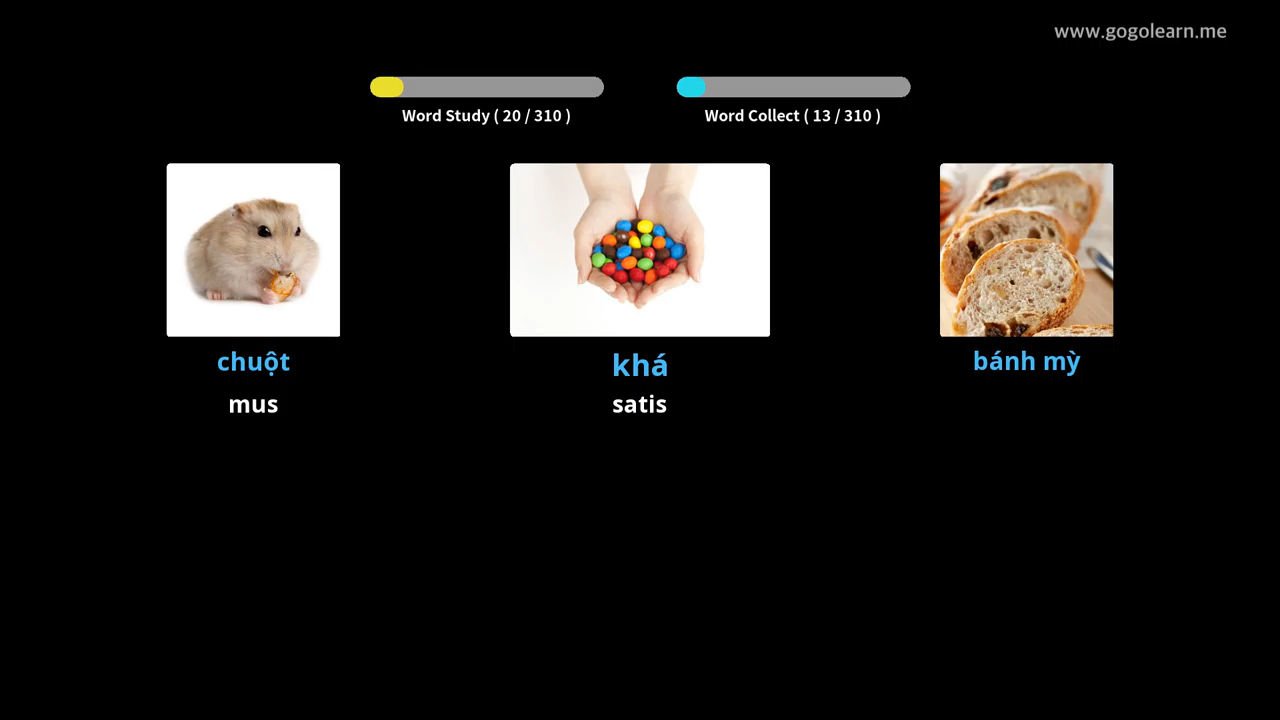 www.gogolearn.me
Word Study ( 20 / 310 )
Word Collect ( 13 / 310 )
chuột
khá
bánh mỳ
mus
satis